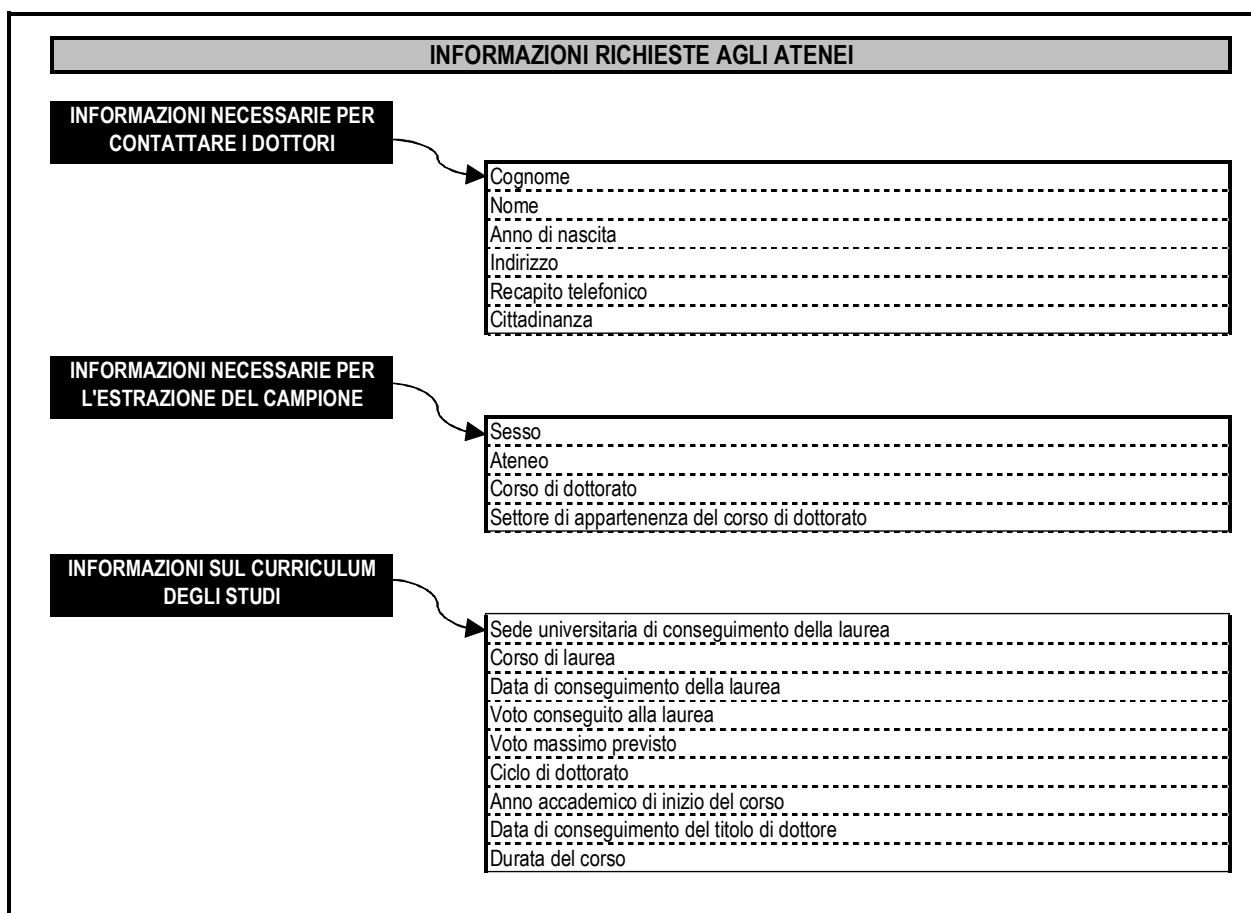 INFORMAZIONI RICHIESTE AGLI ATENEI
INFORMAZIONI NECESSARIE PER
CONTATTARE I DOTTORI
Cognome
Nome
Anno di nascita
Indirizzo
Recapito telefonico
Cittadinanza
INFORMAZIONI NECESSARIE PER
L'ESTRAZIONE DEL CAMPIONE
Sesso
Ateneo
Corso di dottorato
Settore di appartenenza del corso di dottorato
INFORMAZIONI SUL CURRICULUM
DEGLI STUDI
Sede universitaria di conseguimento della laurea
Corso di laurea
Data di conseguimento della laurea
Voto conseguito alla laurea
Voto massimo previsto
Ciclo di dottorato
Anno accademico di inizio del corso
Data di conseguimento del titolo di dottore
Durata del corso